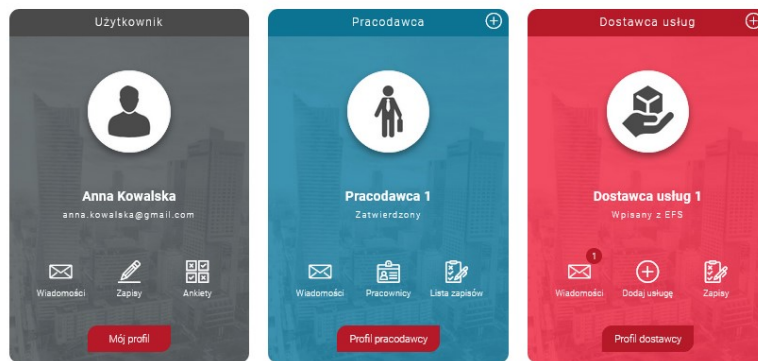 Użytkownik
Anna Kowalska
anna.kowalska@gmail.com
Wiadomości Zapisy Ankiety
Mój profil
Pracodawca
Pracodawca 1
Zatwierdzony
Wiadomości Pracownicy Lista zapisów
Profil pracodawcy
Dostawca usług
Dostawca usług 1
Wpisany z EFS
1
Wiadomości Dodaj usługę Zapisy
Profil dostawcy